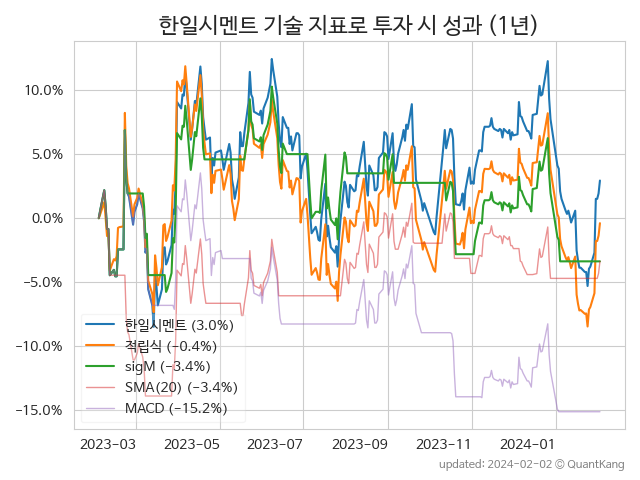 한일시멘트 기술 지표로 투자 시 성과 (1년)
10.0%
5.0%
0.0%
−5.0%
−10.0%
−15.0%
한일시멘트 (3.0%)
적립식 (−0.4%)
sigM (−3.4%)
SMA(20) (−3.4%)
MACD (−15.2%)
2023-03 2023-05 2023-07 2023-09 2023-11 2024-01
updated: 2024-02-02 © QuantKang